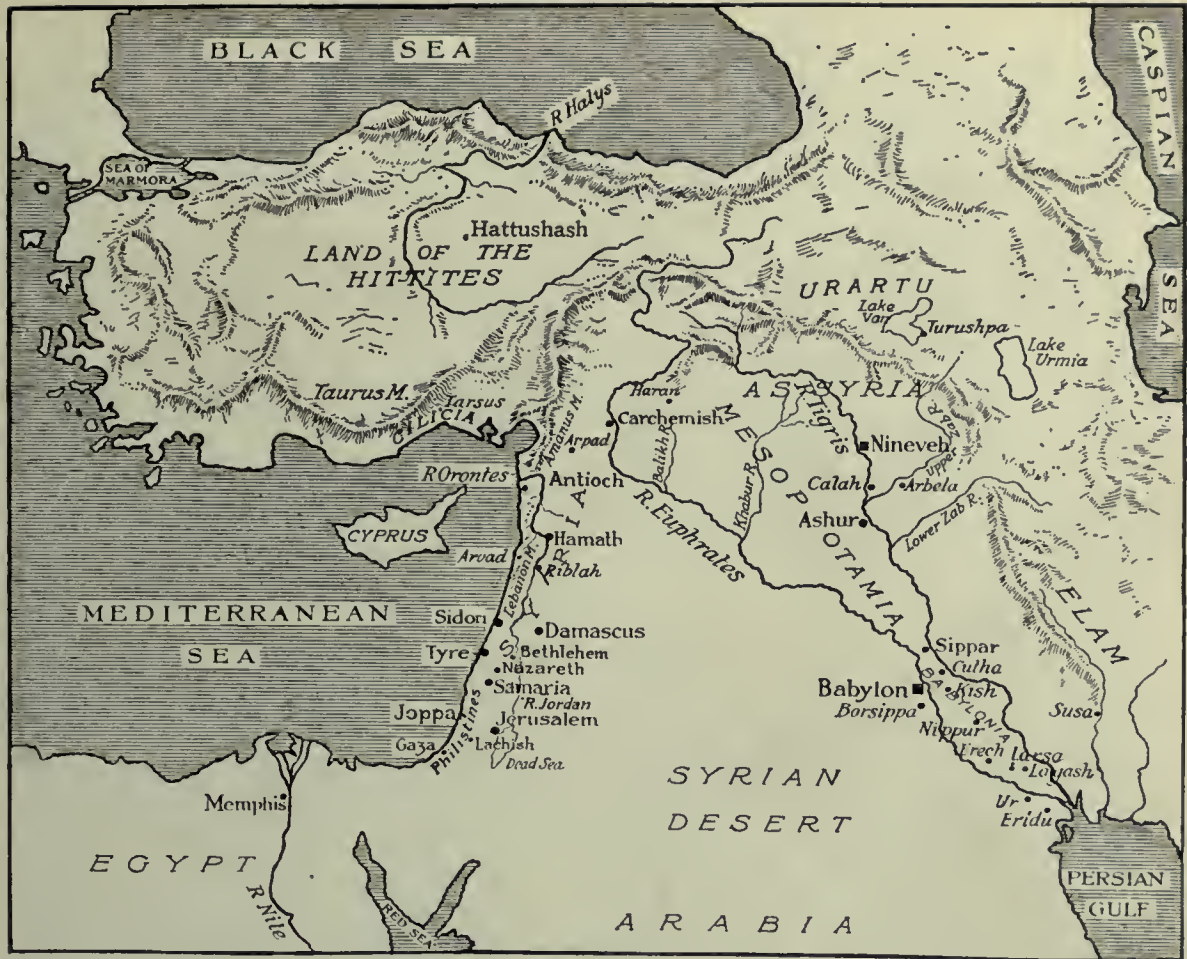 BLACK SEA
CASPIAN SEA
R Halys
SEA OF
MARMORA
Hattushash
LAND OF THE
HITTITES
URARTU
Lake
Van
Turushpa
Lake
Urmia
Taurus M.
Tarsus
CILICIA
Amanus M.
Arpad
Haran
Carchemish
Balikh R.
MESOPOTAMIA
ASSYRIA
R Tigris
Khabur R.
Nineveh
Upper Zab R.
Calah
Arbela
Ashur
Lower Zab R.
R Orontes
Antioch
SYRIA
CYPRUS
Arvad
Hamath
Riblah
Lebanon M.
R. Euphrates
ELAM
MEDITERRANEAN
SEA
Sidon
Damascus
Tyre
Bethlehem
Nazareth
Samaria
R. Jordan
Joppa
Jerusalem
Gaza
Lachish
Philistines
Dead Sea
Sippar
Cutha
Babylon
Kish
BABYLONIA
Borsippa
Nippur
Susa
Erech
Larsa
Lagash
Ur
Eridu
SYRIAN
DESERT
Memphis
EGYPT
R Nile
RED SEA
ARABIA
PERSIAN
GULF